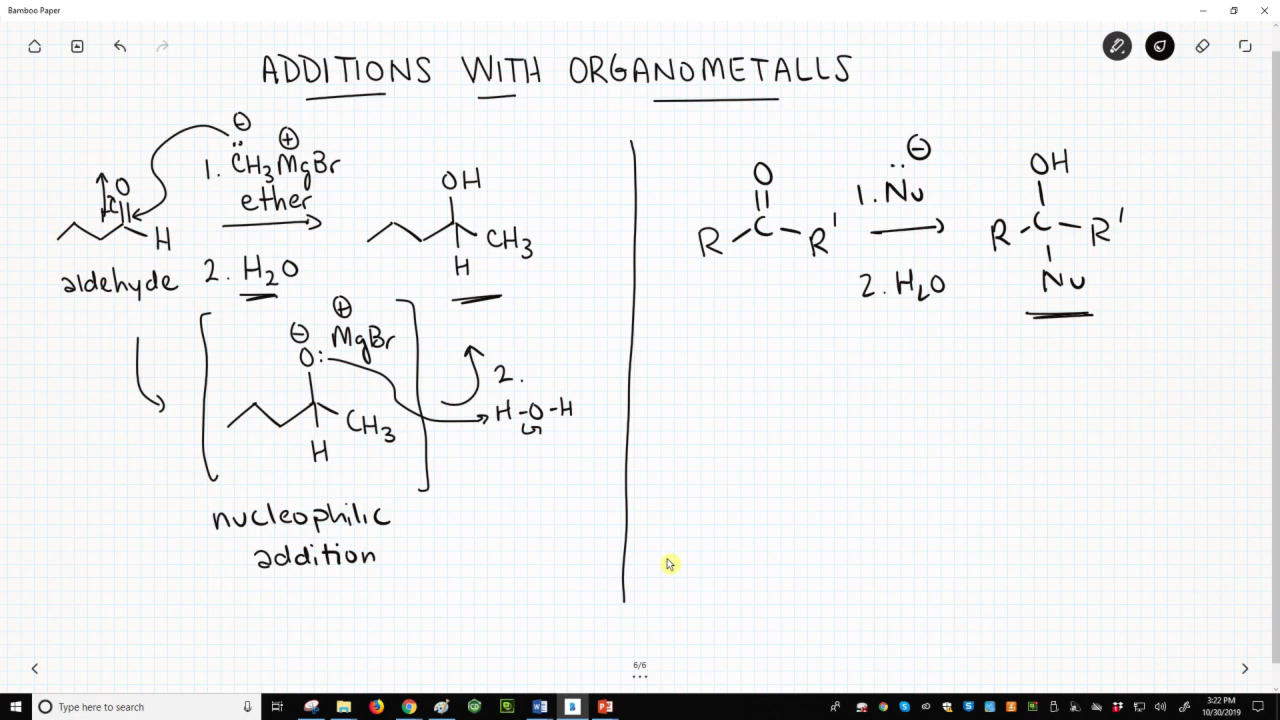 Bamboo Paper
ADDITIONS WITH ORGANOMETALLS
⊖
⊕
1. :CH3MgBr
ether
O
H
aldehyde
2. H2O
OH
CH3
H
⊕
⊖
MgBr
O:
CH3
H
2.
H-O-H
nucleophilic
addition
O
C
R
R'
⊖
1. :Nu
2. H2O
OH
R-C-R'
Nu
6/6
Type here to search
3:22 PM
10/30/2019